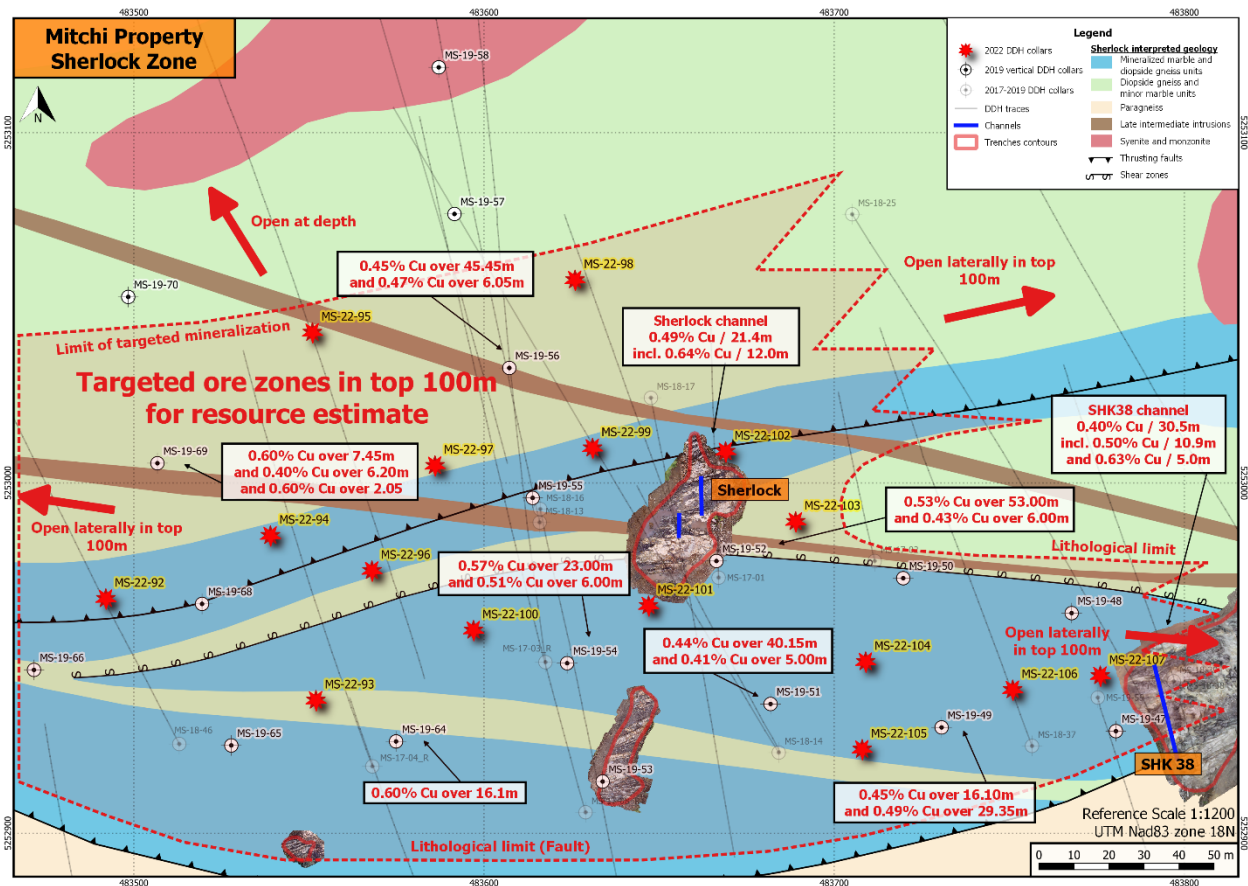 483500
483600
483700
483800
Mitchi Property
Sherlock Zone
N
MS-19-58
Legend
2022 DDH collars
2019 vertical DDH collars
2017-2019 DDH collars
DDH traces
Channels
Trenches contours
Sherlock interpreted geology
Mineralized marble and
diopside gneiss units
Diopside gneiss and
minor marble units
Paragneiss
Late intermediate intrusions
Syenite and monzonite
Thrusting faults
Shear zones
5253100
5253100
MS-19-57
MS-18-25
Open at depth
0.45% Cu over 45.45m
and 0.47% Cu over 6.05m
MS-22-98
Open laterally in top
100m
MS-19-70
MS-22-95
Limit of targeted mineralization
Sherlock channel
0.49% Cu / 21.4m
incl. 0.64% Cu / 12.0m
MS-19-56
Targeted ore zones in top 100m
for resource estimate
MS-18-17
SHK38 channel
0.40% Cu / 30.5m
incl. 0.50% Cu / 10.9m
and 0.63% Cu / 5.0m
MS-22-99
MS-22-102
MS-19-69
0.60% Cu over 7.45m
and 0.40% Cu over 6.20m
and 0.60% Cu over 2.05
MS-22-97
5253000
5253000
MS-19-55
MS-18-16
MS-18-13
Sherlock
0.53% Cu over 53.00m
and 0.43% Cu over 6.00m
Open laterally in top
100m
MS-22-94
MS-22-103
Lithological limit
MS-22-96
0.57% Cu over 23.00m
and 0.51% Cu over 6.00m
MS-19-52
MS-17-01
MS-19-50
MS-22-92
MS-19-68
MS-22-101
MS-19-48
MS-22-100
Open laterally
in top 100m
MS-19-66
MS-17-03_R
MS-19-54
0.44% Cu over 40.15m
and 0.41% Cu over 5.00m
MS-22-104
MS-22-107
MS-22-106
MS-22-93
MS-19-51
MS-19-49
MS-19-47
MS-18-46
MS-19-65
MS-19-64
MS-17-04_R
MS-18-14
MS-22-105
MS-18-37
SHK 38
MS-19-53
0.60% Cu over 16.1m
0.45% Cu over 16.10m
and 0.49% Cu over 29.35m
Lithological limit (Fault)
5252900
5252900
Reference Scale 1:1200
UTM Nad83 zone 18N
0 10 20 30 40 50 m
483500
483600
483700
483800